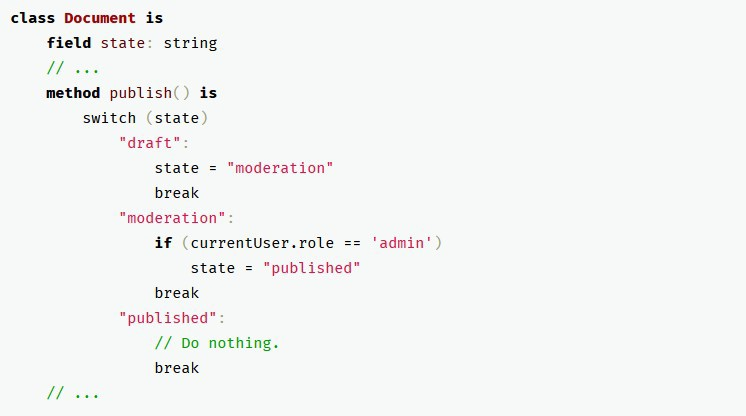 class Document is
    field state: string
    // ...
    method publish() is
        switch (state)
            "draft":
                state = "moderation"
                break
            "moderation":
                if (currentUser.role == 'admin')
                    state = "published"
                break
            "published":
                // Do nothing.
                break
    // ...